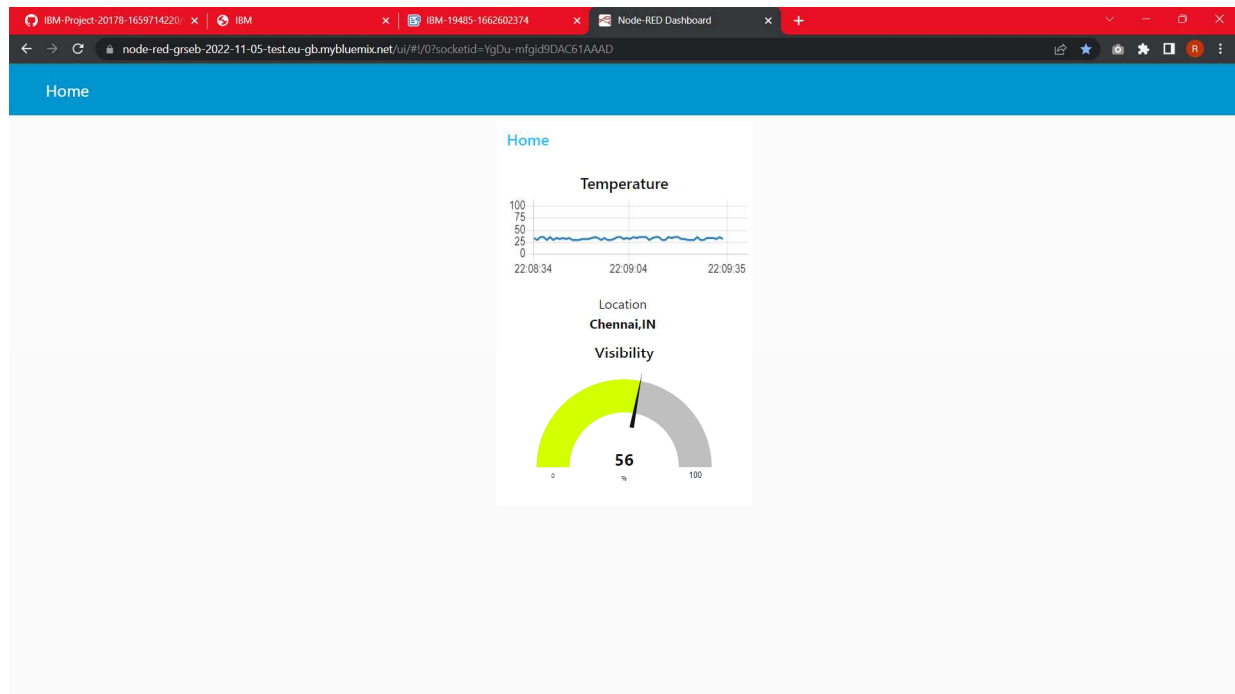 IBM-Project-20178-1659714220/
IBM
IBM-19485-1662602374
Node-RED Dashboard
node-red-grseb-2022-11-05-test.eu-gb.mybluemix.net/ui/#!/0?socketid=YgDu-mfgid9DAC61AAAD
R
Home
Home
Temperature
100
75
50
25
0
22:08:34 22:09:04 22:09:35
Location
Chennai,IN
Visibility
56
0 % 100